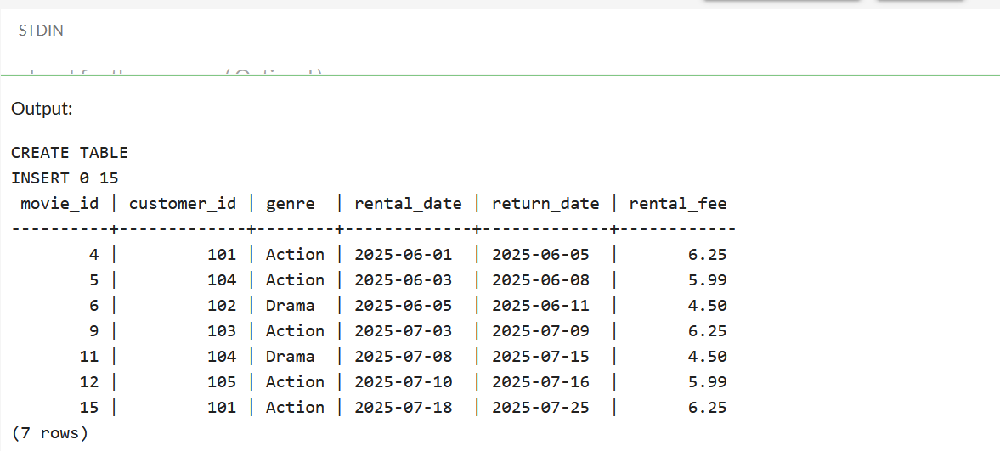 STDIN
Output:
CREATE TABLE
INSERT 0 15
 movie_id | customer_id | genre  | rental_date | return_date | rental_fee
----------+-------------+--------+-------------+-------------+------------
        4 |         101 | Action | 2025-06-01  | 2025-06-05  |       6.25
        5 |         104 | Action | 2025-06-03  | 2025-06-08  |       5.99
        6 |         102 | Drama  | 2025-06-05  | 2025-06-11  |       4.50
        9 |         103 | Action | 2025-07-03  | 2025-07-09  |       6.25
       11 |         104 | Drama  | 2025-07-08  | 2025-07-15  |       4.50
       12 |         105 | Action | 2025-07-10  | 2025-07-16  |       5.99
       15 |         101 | Action | 2025-07-18  | 2025-07-25  |       6.25
(7 rows)